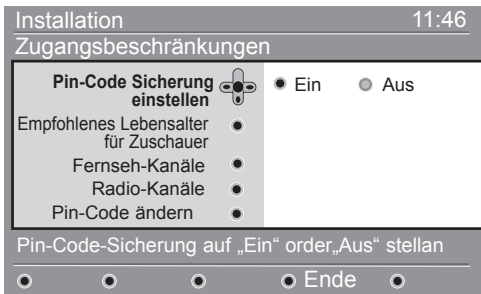 Installation 11:46
Zugangsbeschränkungen
Pin-Code Sicherung
einstellen
Ein Aus
Empfohlenes Lebensalter
für Zuschauer
Fernseh-Kanäle
Radio-Kanäle
Pin-Code ändern
Pin-Code-Sicherung auf „Ein“ order„Aus“ stellan
Ende